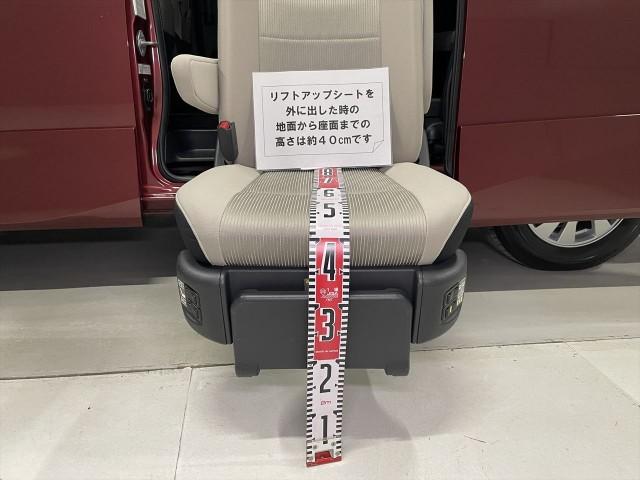 リフトアップシートを
外に出した時の
地面から座面までの
高さは約40cmです
8
7
6
5
4
3
2
1